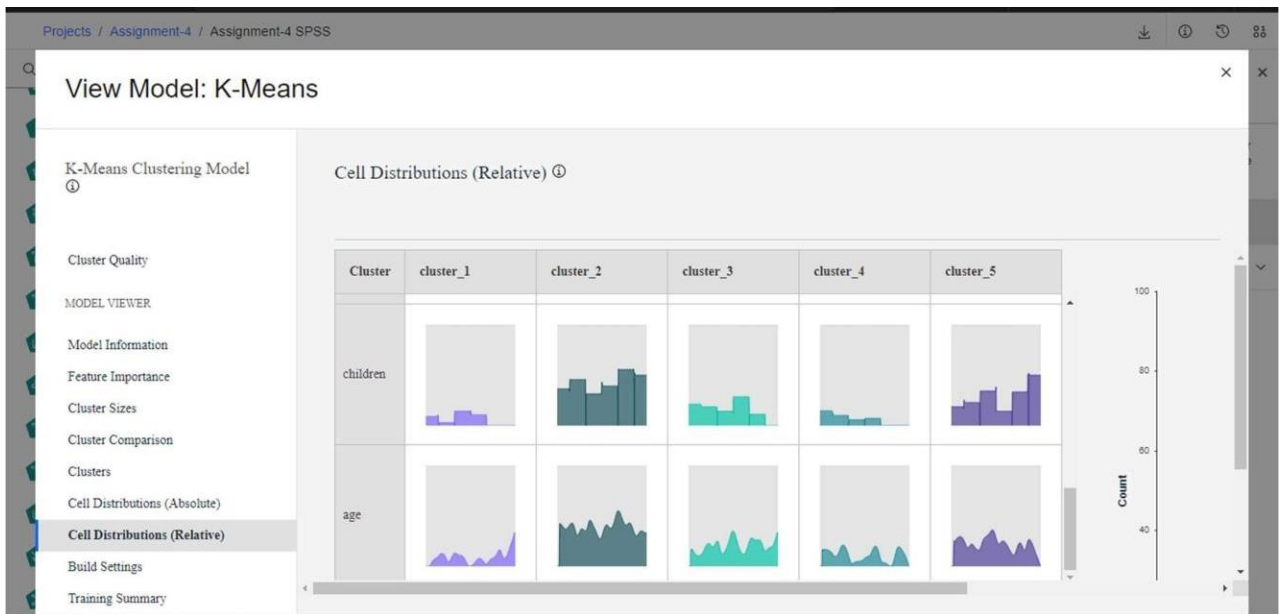 Projects / Assignment-4 / Assignment-4 SPSS
View Model: K-Means
K-Means Clustering Model
Cluster Quality
MODEL VIEWER
Model Information
Feature Importance
Cluster Sizes
Cluster Comparison
Clusters
Cell Distributions (Absolute)
Cell Distributions (Relative)
Build Settings
Training Summary
Cell Distributions (Relative)
Cluster cluster_1 cluster_2 cluster_3 cluster_4 cluster_5
children
age
100
80
60
40
Count